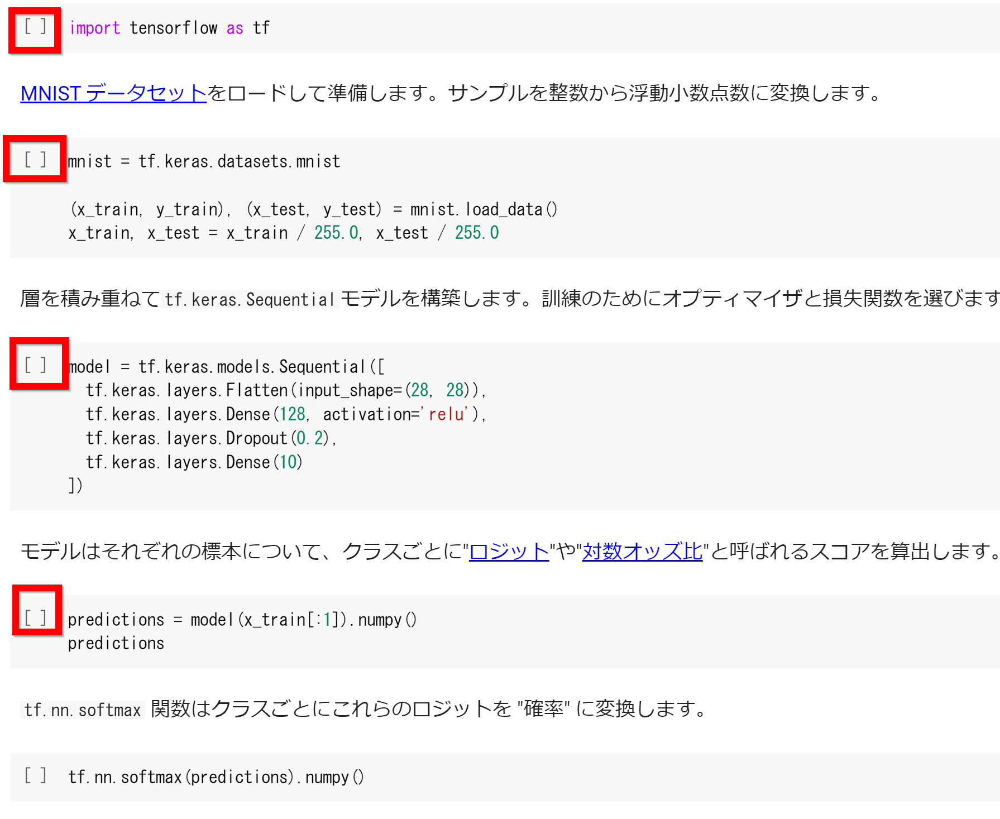 [ ] import tensorflow as tf
MNIST データセットをロードして準備します。サンプルを整数から浮動小数点数に変換します。
[ ] mnist = tf.keras.datasets.mnist
(x_train, y_train), (x_test, y_test) = mnist.load_data()
x_train, x_test = x_train / 255.0, x_test / 255.0
層を積み重ねて tf.keras.Sequential モデルを構築します。訓練のためにオプティマイザと損失関数を選びます
[ ] model = tf.keras.models.Sequential([
  tf.keras.layers.Flatten(input_shape=(28, 28)),
  tf.keras.layers.Dense(128, activation='relu'),
  tf.keras.layers.Dropout(0.2),
  tf.keras.layers.Dense(10)
])
モデルはそれぞれの標本について、クラスごとに"ロジット"や"対数オッズ比"と呼ばれるスコアを算出します。
[ ] predictions = model(x_train[:1]).numpy()
predictions
tf.nn.softmax 関数はクラスごとにこれらのロジットを "確率" に変換します。
[ ] tf.nn.softmax(predictions).numpy()